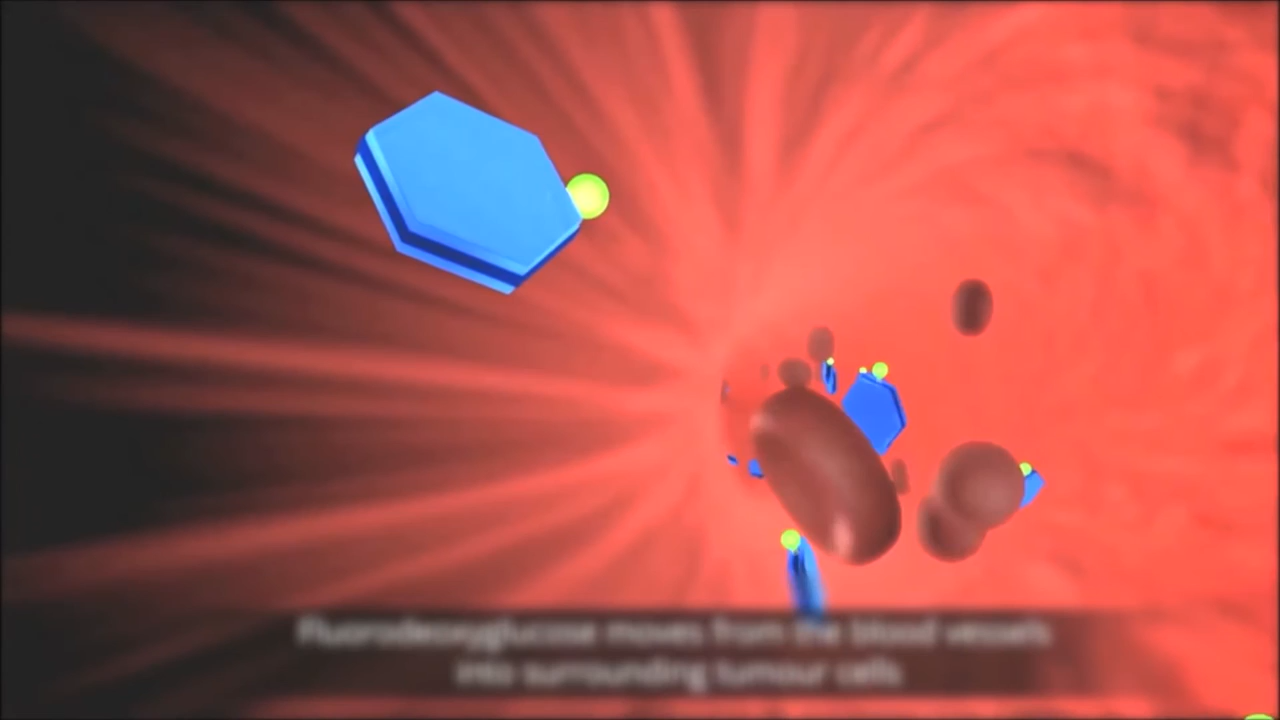 Fluorodeoxyglucose moves from the blood vessels
into surrounding tumour cells